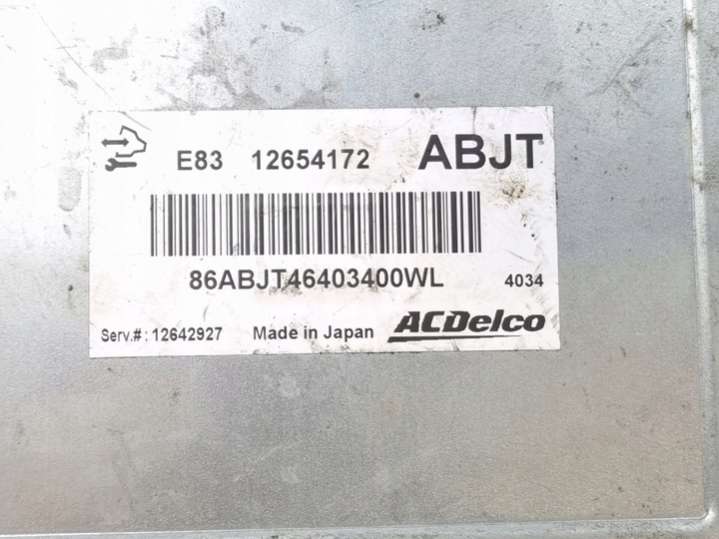 E83 12654172 ABJT
86ABJT46403400WL 4034
Serv.#: 12642927 Made in Japan ACDelco